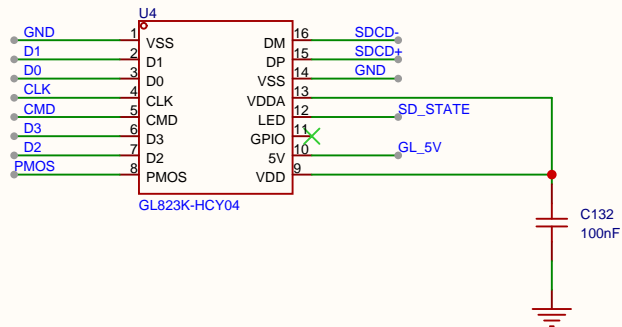 U4
GND 1 VSS DM 16 SDCD-
D1 2 D1 DP 15 SDCD+
D0 3 D0 VSS 14 GND
CLK 4 CLK VDDA 13
CMD 5 CMD LED 12 SD_STATE
D3 6 D3 GPIO 11
D2 7 D2 5V 10 GL_5V
PMOS 8 PMOS VDD 9
GL823K-HCY04
C132
100nF